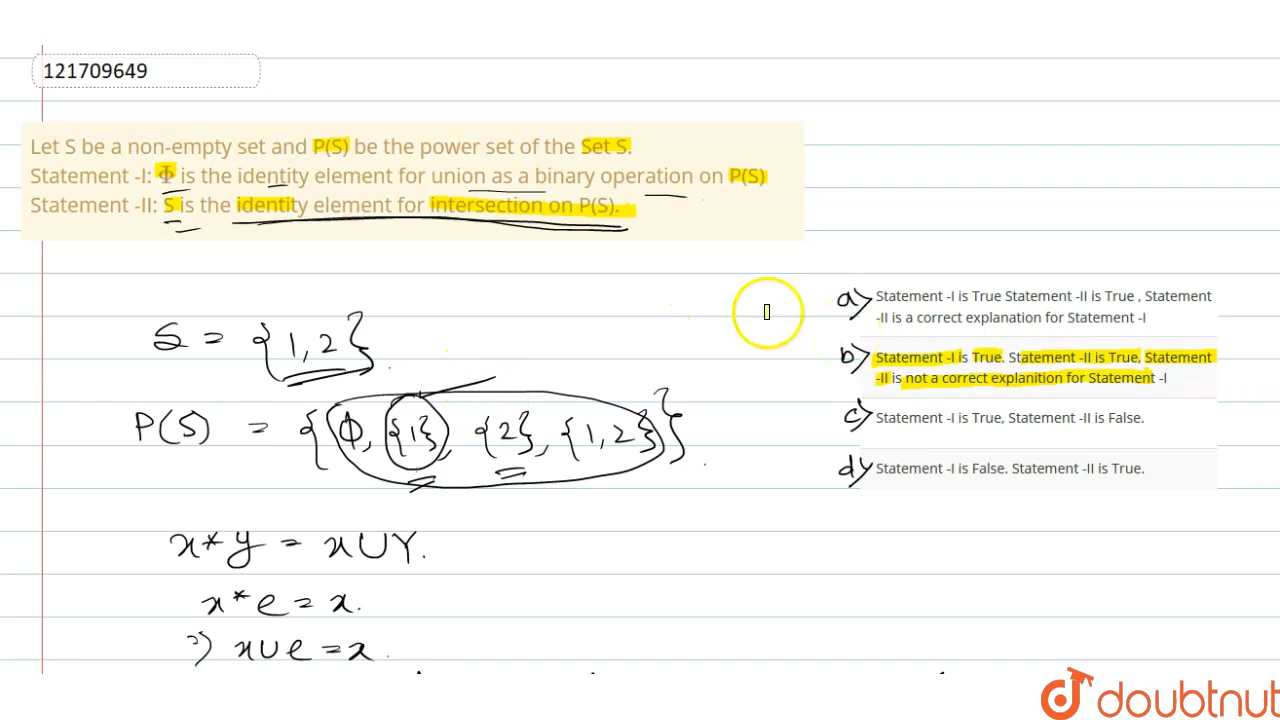 121709649
Let S be a non-empty set and P(S) be the power set of the Set S.
Statement -I: Φ is the identity element for union as a binary operation on P(S)
Statement -II: S is the identity element for intersection on P(S).
a) Statement -I is True Statement -II is True , Statement
-II is a correct explanation for Statement -I
b) Statement -I is True. Statement -II is True, Statement
-II is not a correct explanition for Statement -I
c) Statement -I is True, Statement -II is False.
d) Statement -I is False. Statement -II is True.
S = {1,2}.
P(S) = {Φ, {1}, {2}, {1,2}}.
x*y = x∪Y.
x*e = x.
⇒ x∪e = x.
doubtnut